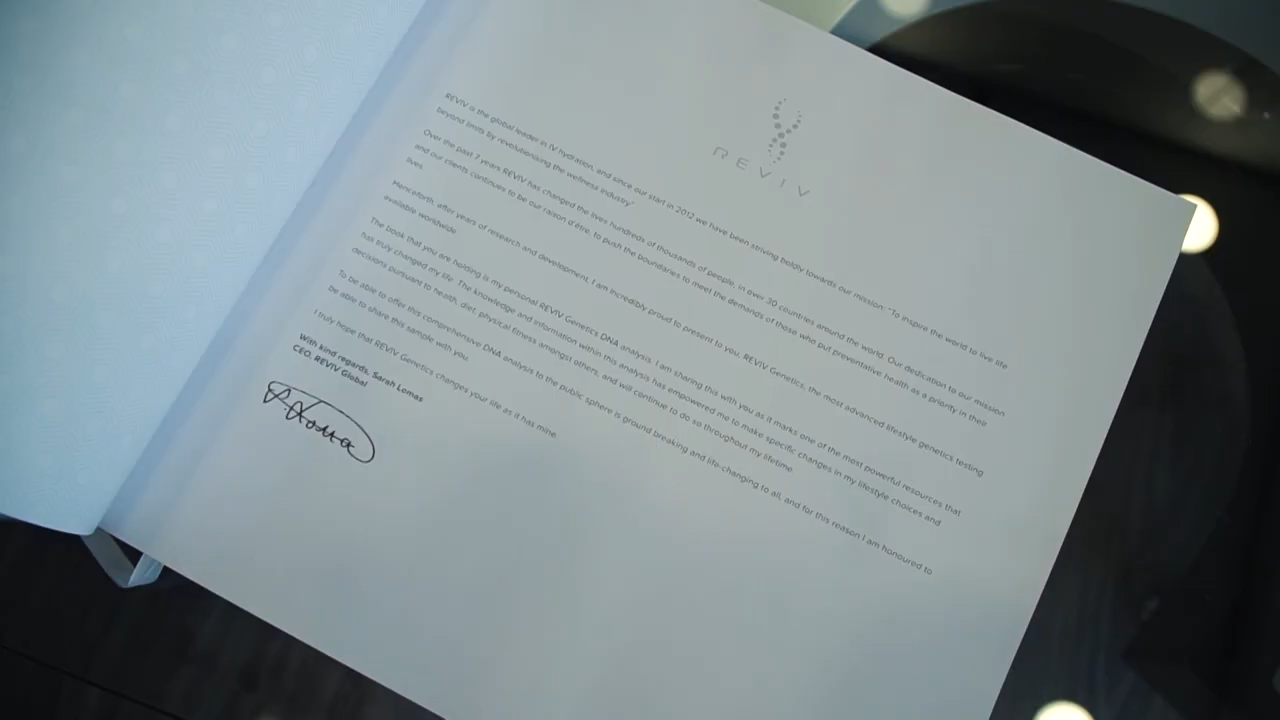 REVIV
REVIV is the global leader in IV hydration, and since our start in 2012 we have been striving boldly towards our mission: "To inspire the world to live life
beyond limits by revolutionising the wellness industry."
Over the past 7 years REVIV has changed the lives hundreds of thousands of people, in over 30 countries around the world. Our dedication to our mission
and our clients continues to be our raison d'être, to push the boundaries to meet the demands of those who put preventative health as a priority in their
lives.
Henceforth, after years of research and development, I am incredibly proud to present to you, REVIV Genetics, the most advanced lifestyle genetics testing
available worldwide.
The book that you are holding is my personal REVIV Genetics DNA analysis. I am sharing this with you as it marks one of the most powerful resources that
has truly changed my life. The knowledge and information within this analysis has empowered me to make specific changes in my lifestyle choices and
decisions pursuant to health, diet, physical fitness amongst others, and will continue to do so throughout my lifetime.
To be able to offer this comprehensive DNA analysis to the public sphere is ground breaking and life-changing to all, and for this reason I am honoured to
be able to share this sample with you.
I truly hope that REVIV Genetics changes your life as it has mine.
With kind regards, Sarah Lomas
CEO, REVIV Global